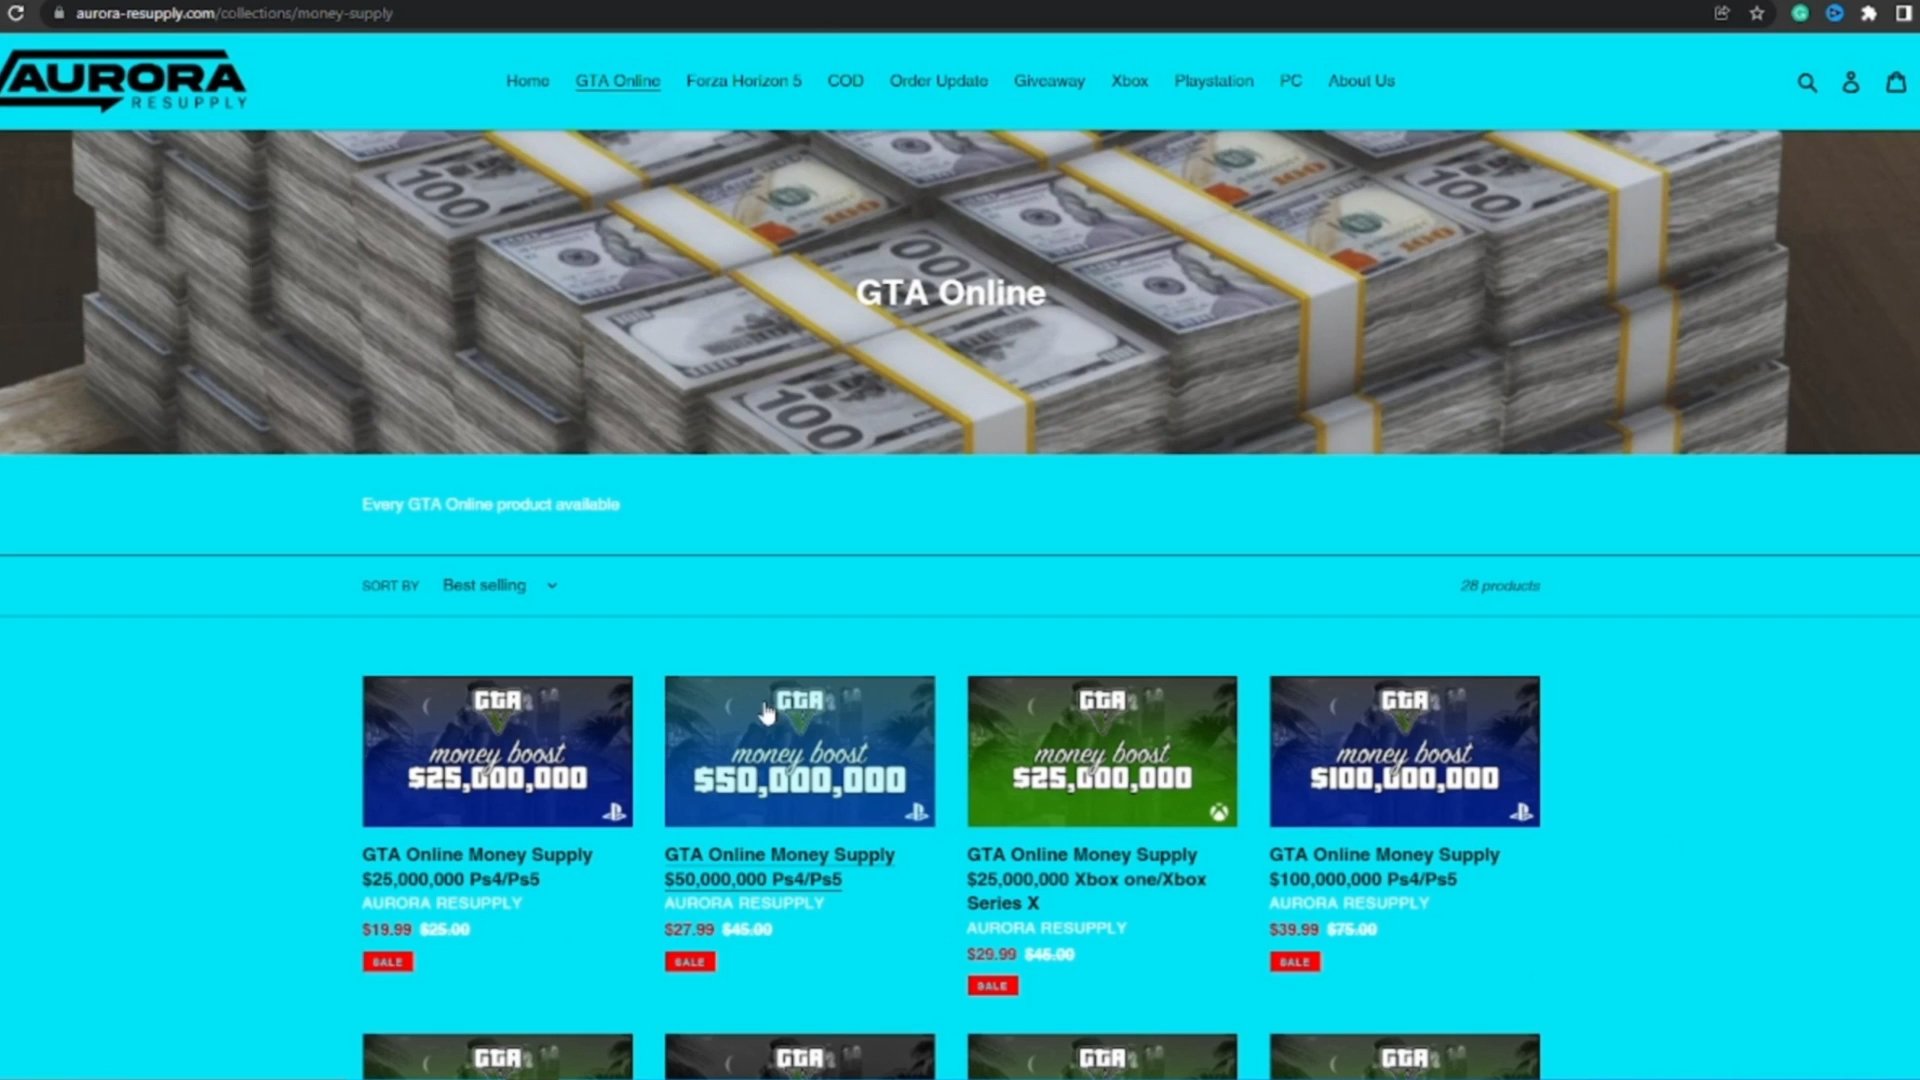 aurora-resupply.com/collections/money-supply
AURORA
RESUPPLY
Home GTA Online Forza Horizon 5 COD Order Update Giveaway Xbox Playstation PC About Us
100
100
100
100
100
100
GTA Online
Every GTA Online product available
SORT BY Best selling
28 products
GTA
money boost
$25,000,000
GTA Online Money Supply
$25,000,000 Ps4/Ps5
AURORA RESUPPLY
$19.99 $25.00
SALE
GTA
money boost
$50,000,000
GTA Online Money Supply
$50,000,000 Ps4/Ps5
AURORA RESUPPLY
$27.99 $45.00
SALE
GTA
money boost
$25,000,000
GTA Online Money Supply
$25,000,000 Xbox one/Xbox
Series X
AURORA RESUPPLY
$29.99 $45.00
SALE
GTA
money boost
$100,000,000
GTA Online Money Supply
$100,000,000 Ps4/Ps5
AURORA RESUPPLY
$39.99 $75.00
SALE
GTA
GTA
GTA
GTA